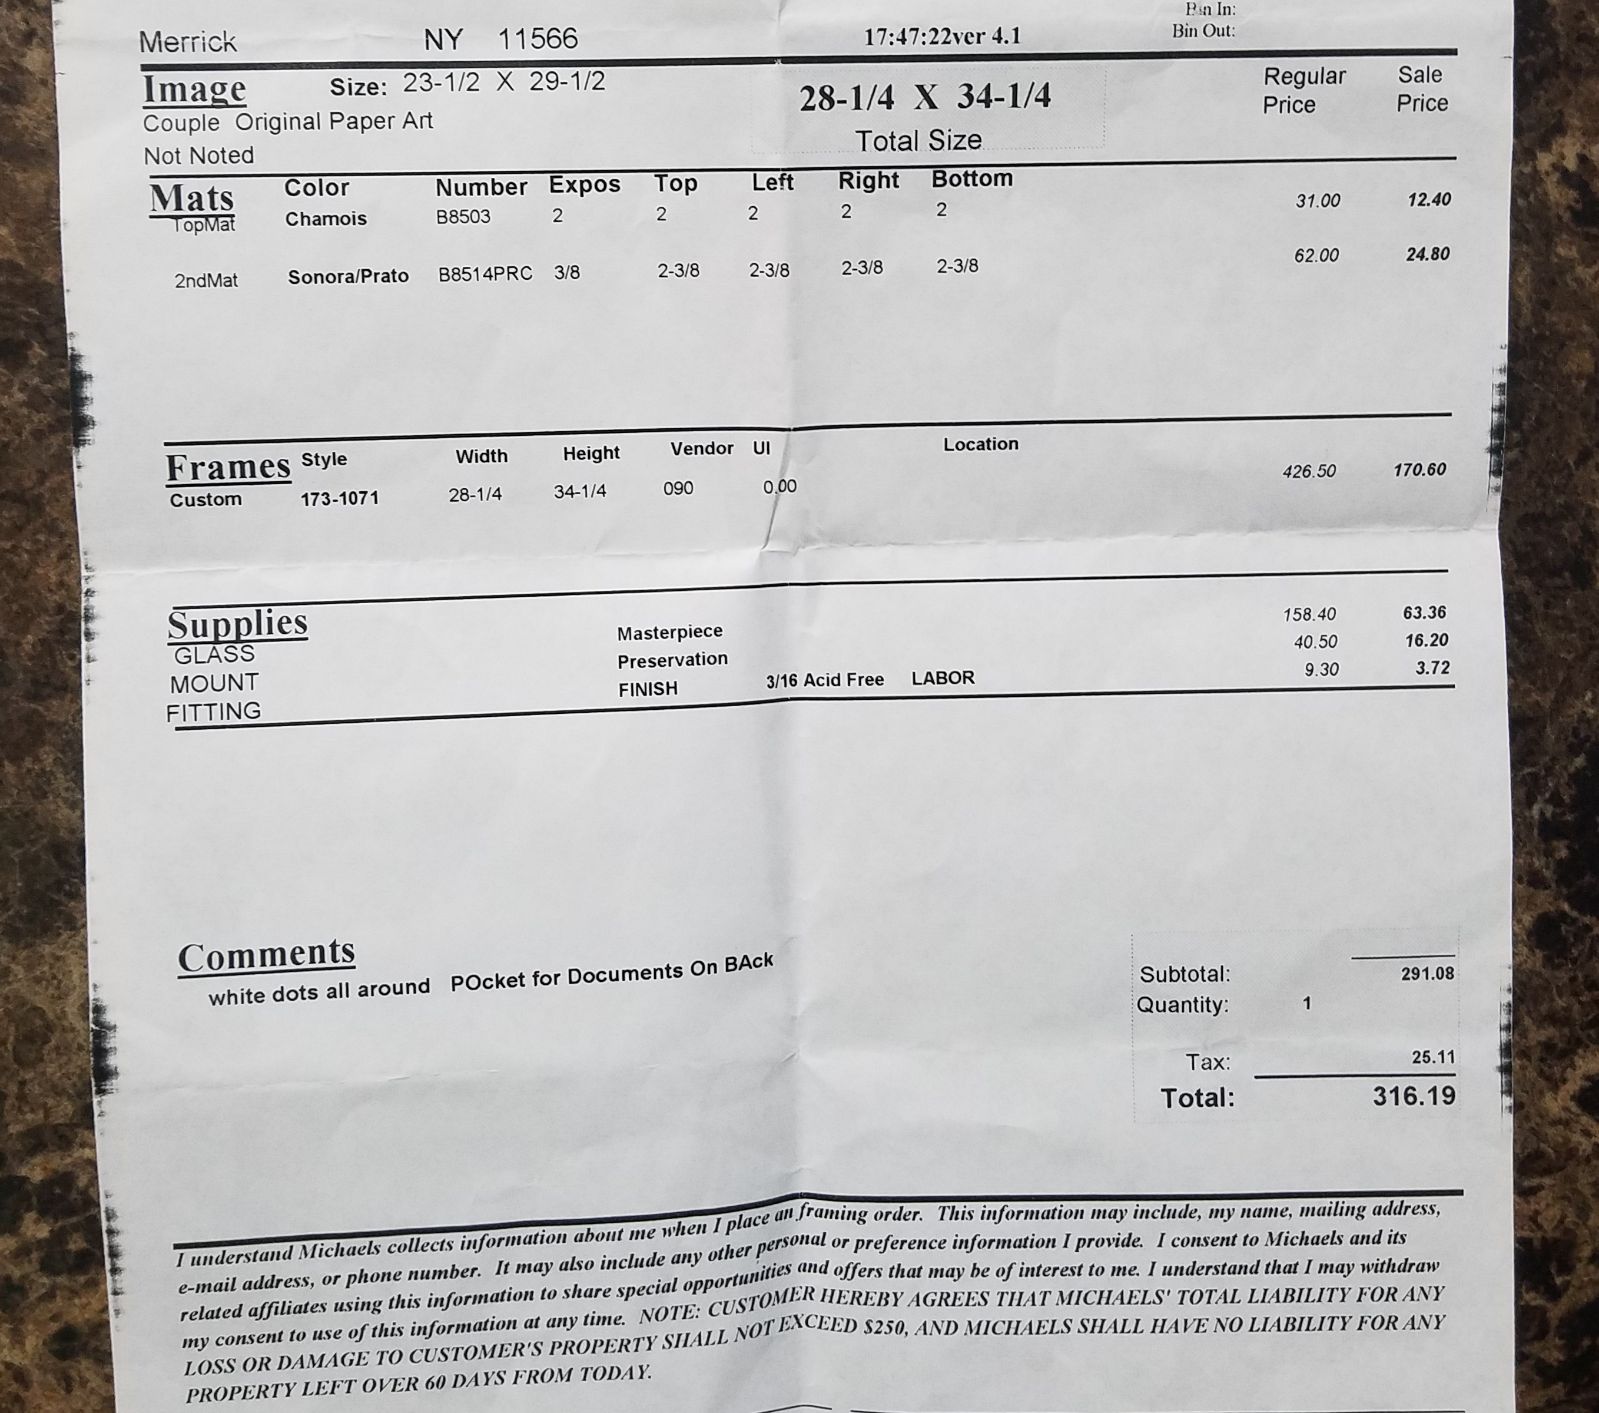 Bin In:
Merrick NY 11566 17:47:22ver 4.1 Bin Out:
Image Size: 23-1/2 X 29-1/2 28-1/4 X 34-1/4 Regular Price Sale Price
Couple Original Paper Art Total Size
Not Noted
Mats Color Number Expos Top Left Right Bottom
TopMat Chamois B8503 2 2 2 2 2 31.00 12.40
2ndMat Sonora/Prato B8514PRC 3/8 2-3/8 2-3/8 2-3/8 2-3/8 62.00 24.80
Frames Style Width Height Vendor UI Location
Custom 173-1071 28-1/4 34-1/4 090 0.00 426.50 170.60
Supplies
GLASS Masterpiece 158.40 63.36
MOUNT Preservation 40.50 16.20
FITTING FINISH 3/16 Acid Free LABOR 9.30 3.72
Comments
white dots all around POcket for Documents On BAck
Subtotal: 291.08
Quantity: 1
Tax: 25.11
Total: 316.19
I understand Michaels collects information about me when I place an framing order. This information may include, my name, mailing address,
e-mail address, or phone number. It may also include any other personal or preference information I provide. I consent to Michaels and its
related affiliates using this information to share special opportunities and offers that may be of interest to me. I understand that I may withdraw
my consent to use of this information at any time. NOTE: CUSTOMER HEREBY AGREES THAT MICHAELS' TOTAL LIABILITY FOR ANY
LOSS OR DAMAGE TO CUSTOMER'S PROPERTY SHALL NOT EXCEED $250, AND MICHAELS SHALL HAVE NO LIABILITY FOR ANY
PROPERTY LEFT OVER 60 DAYS FROM TODAY.